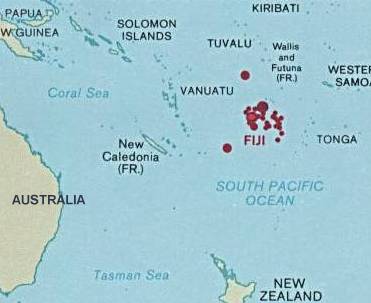 KIRIBATI
PAPUA
W GUINEA
SOLOMON
ISLANDS
TUVALU
Wallis
and
Futuna
(FR.)
WESTER
SAMO
Coral Sea
VANUATU
FIJI
TONGA
New
Caledonia
(FR.)
SOUTH PACIFIC
OCEAN
AUSTRALIA
Tasman Sea
NEW
ZEALAND